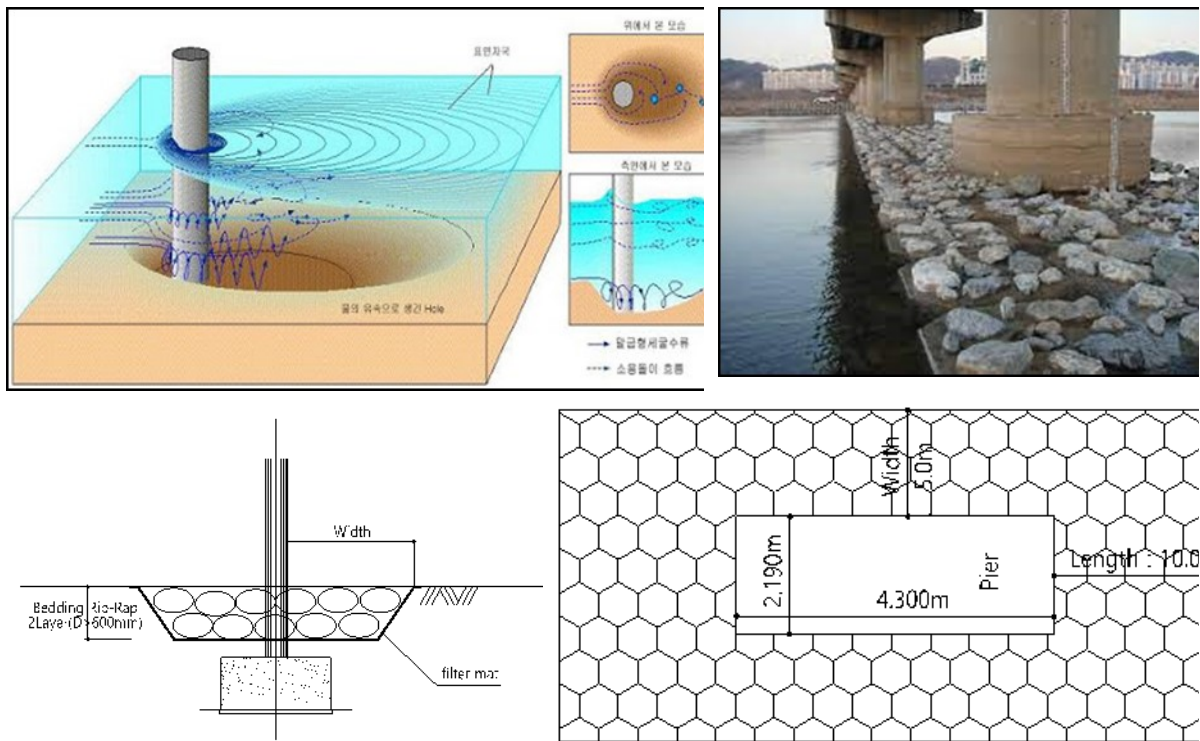 표면자국
위에서 본 모습
측면에서 본 모습
물의 유속으로 생긴 Hole
말급형세굴수류
소용돌이 흐름
Width
Bedding Rip-Rap
2Layer(D>600mm)
filter mat
Width
5.0m
2.190m
4.300m
Pier
Length : 10.0